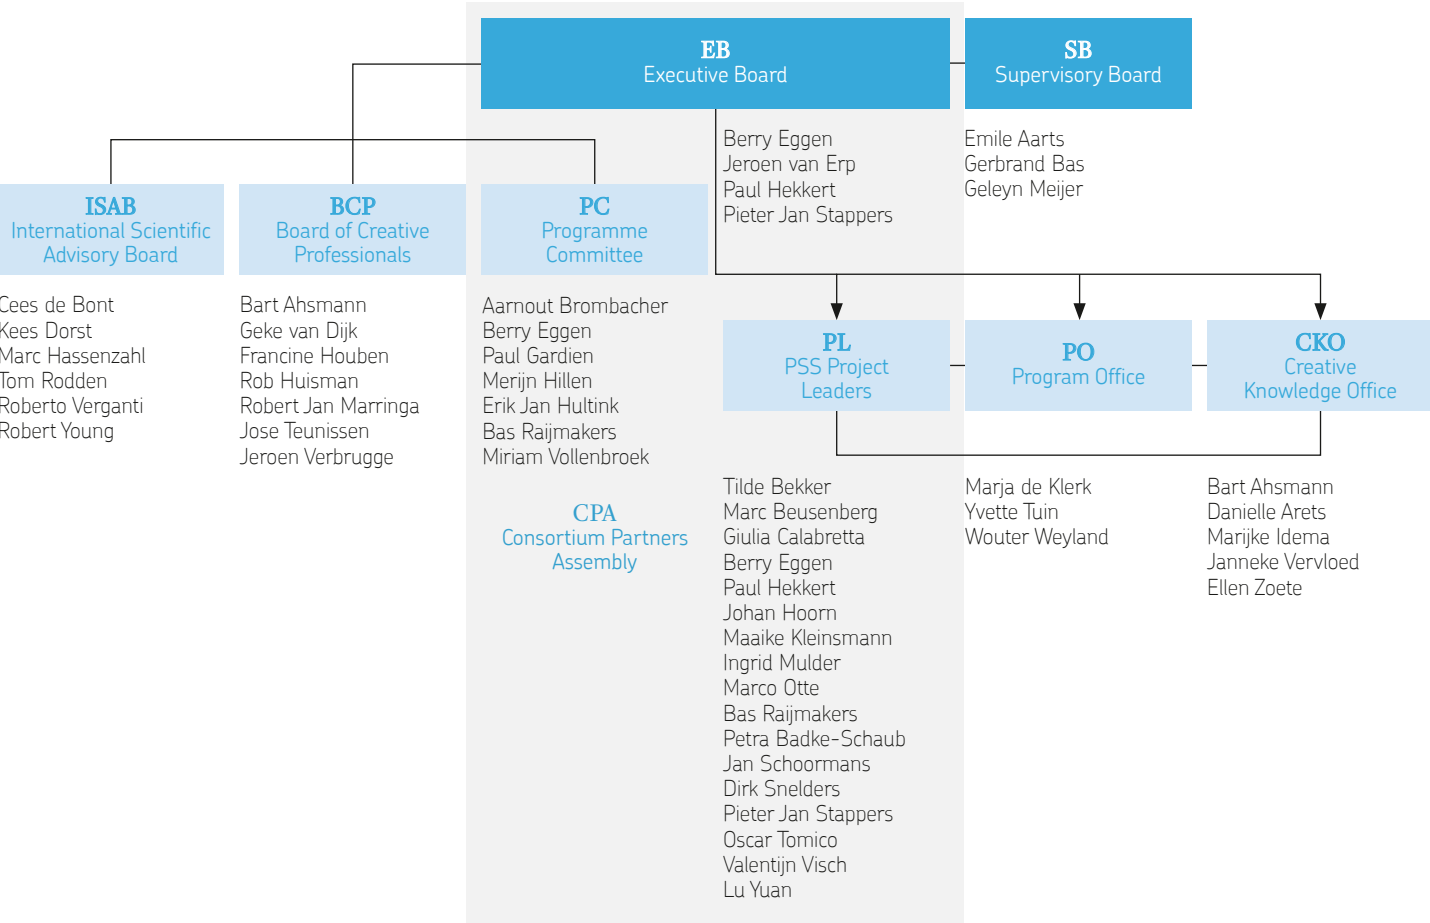 EB
Executive Board
SB
Supervisory Board
Berry Eggen
Jeroen van Erp
Paul Hekkert
Pieter Jan Stappers
Emile Aarts
Gerbrand Bas
Geleyn Meijer
ISAB
International Scientific
Advisory Board
BCP
Board of Creative
Professionals
PC
Programme
Committee
Cees de Bont
Kees Dorst
Marc Hassenzahl
Tom Rodden
Roberto Verganti
Robert Young
Bart Ahsmann
Geke van Dijk
Francine Houben
Rob Huisman
Robert Jan Marringa
Jose Teunissen
Jeroen Verbrugge
Aarnout Brombacher
Berry Eggen
Paul Gardien
Merijn Hillen
Erik Jan Hultink
Bas Raijmakers
Miriam Vollenbroek
CPA
Consortium Partners
Assembly
PL
PSS Project
Leaders
PO
Program Office
CKO
Creative
Knowledge Office
Tilde Bekker
Marc Beusenberg
Giulia Calabretta
Berry Eggen
Paul Hekkert
Johan Hoorn
Maaike Kleinsmann
Ingrid Mulder
Marco Otte
Bas Raijmakers
Petra Badke-Schaub
Jan Schoormans
Dirk Snelders
Pieter Jan Stappers
Oscar Tomico
Valentijn Visch
Lu Yuan
Marja de Klerk
Yvette Tuin
Wouter Weyland
Bart Ahsmann
Danielle Arets
Marijke Idema
Janneke Vervloed
Ellen Zoete